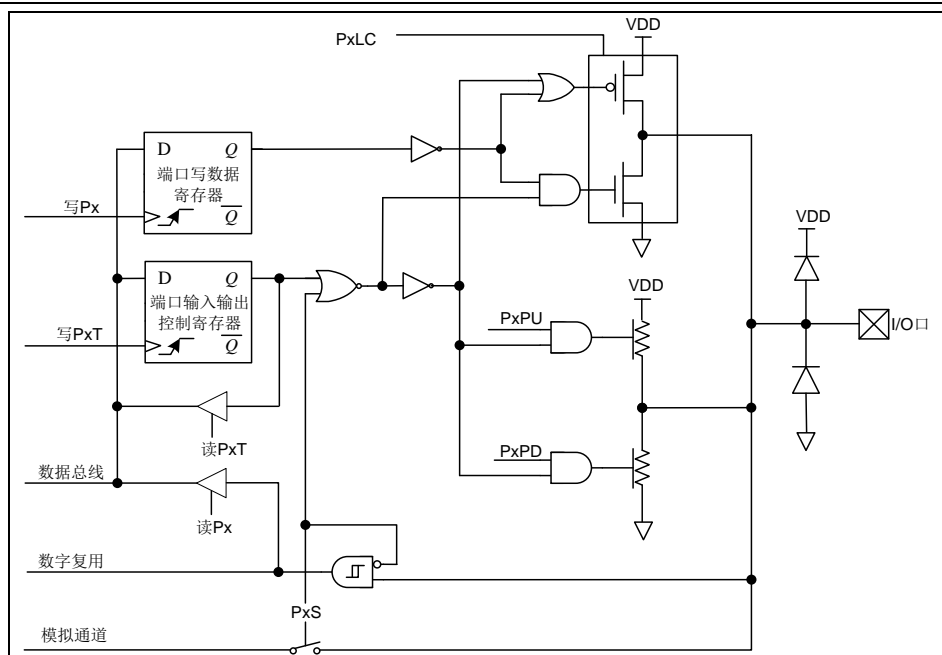 PxLC
VDD
D
Q
端口写数据
寄存器
Q
写Px
D
Q
端口输入输出
控制寄存器
Q
写PxT
VDD
VDD
PxPU
I/O口
读PxT
PxPD
数据总线
读Px
数字复用
PxS
模拟通道